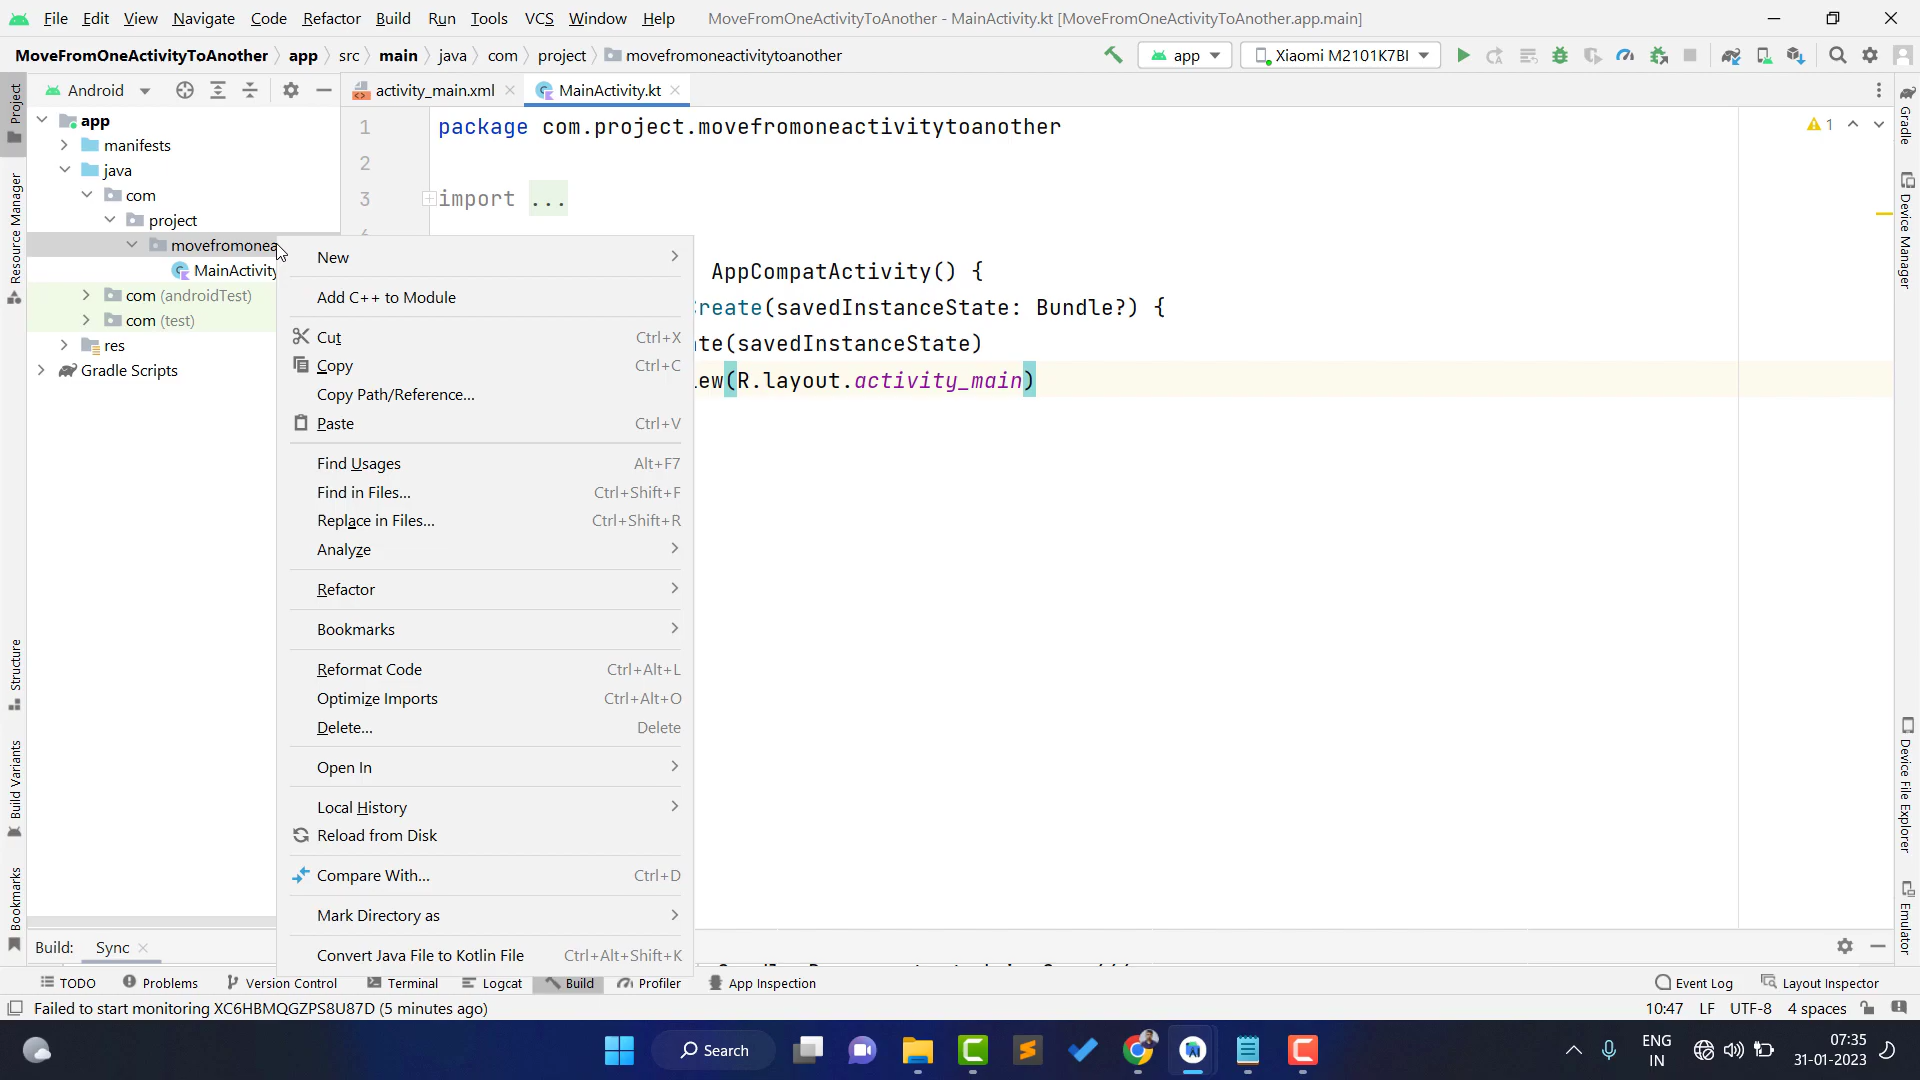 File Edit View Navigate Code Refactor Build Run Tools VCS Window Help MoveFromOneActivityToAnother - MainActivity.kt [MoveFromOneActivityToAnother.app.main]
MoveFromOneActivityToAnother app src main java com project movefromoneactivitytoanother app Xiaomi M2101K7BI
Project
Resource Manager
Structure
Build Variants
Bookmarks
Android
app
manifests
java
com
project
movefromonea
MainActivity
com (androidTest)
com (test)
res
Gradle Scripts
activity_main.xml MainActivity.kt
1 package com.project.movefromoneactivitytoanother
2
3 import ...
AppCompatActivity() {
reate(savedInstanceState: Bundle?) {
ate(savedInstanceState)
iew(R.layout.activity_main)
1
New
Add C++ to Module
Cut Ctrl+X
Copy Ctrl+C
Copy Path/Reference...
Paste Ctrl+V
Find Usages Alt+F7
Find in Files... Ctrl+Shift+F
Replace in Files... Ctrl+Shift+R
Analyze
Refactor
Bookmarks
Reformat Code Ctrl+Alt+L
Optimize Imports Ctrl+Alt+O
Delete... Delete
Open In
Local History
Reload from Disk
Compare With... Ctrl+D
Mark Directory as
Convert Java File to Kotlin File Ctrl+Alt+Shift+K
Gradle
Device Manager
Device File Explorer
Emulator
Build: Sync
TODO Problems Version Control Terminal Logcat Build Profiler App Inspection Event Log Layout Inspector
Failed to start monitoring XC6HBMQGZPS8U87D (5 minutes ago) 10:47 LF UTF-8 4 spaces
Search
ENG
IN
07:35
31-01-2023